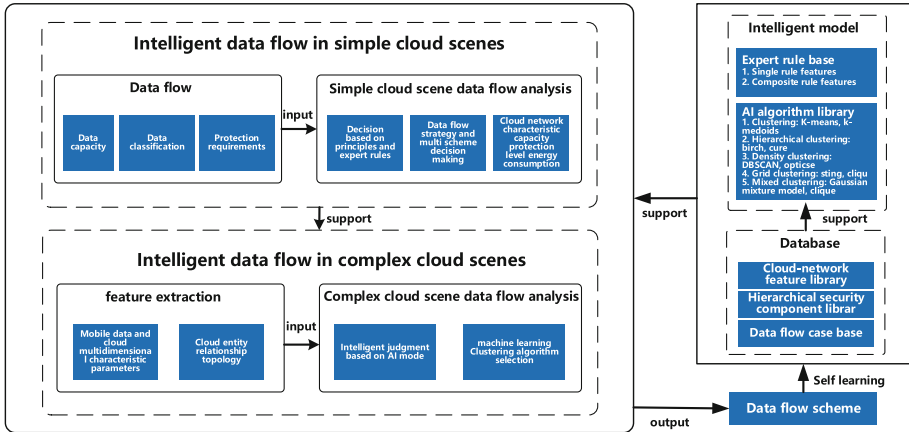 Intelligent data flow in simple cloud scenes
Data flow
Data
capacity
Data
classification
Protection
requirements
input
Simple cloud scene data flow analysis
Decision
based on
principles and
expert rules
Data flow
strategy and
multi scheme
decision
making
Cloud network
characteristic
capacity
protection
level energy
consumption
support
Intelligent data flow in complex cloud scenes
feature extraction
Mobile data and
cloud
multidimensiona
l characteristic
parameters
Cloud entity
relationship
topology
input
Complex cloud scene data flow analysis
Intelligent judgment
based on AI mode
machine learning
Clustering algorithm
selection
support
Intelligent model
Expert rule base
1. Single rule features
2. Composite rule features
AI algorithm library
1. Clustering: K-means, k-
medoids
2. Hierarchical clustering:
birch, cure
3. Density clustering:
DBSCAN, opticse
4. Grid clustering: sting, cliqu
5. Mixed clustering: Gaussian
mixture model, clique
support
Database
Cloud-network
feature library
Hierarchical security
component librar
Data flow case base
Self learning
output
Data flow scheme